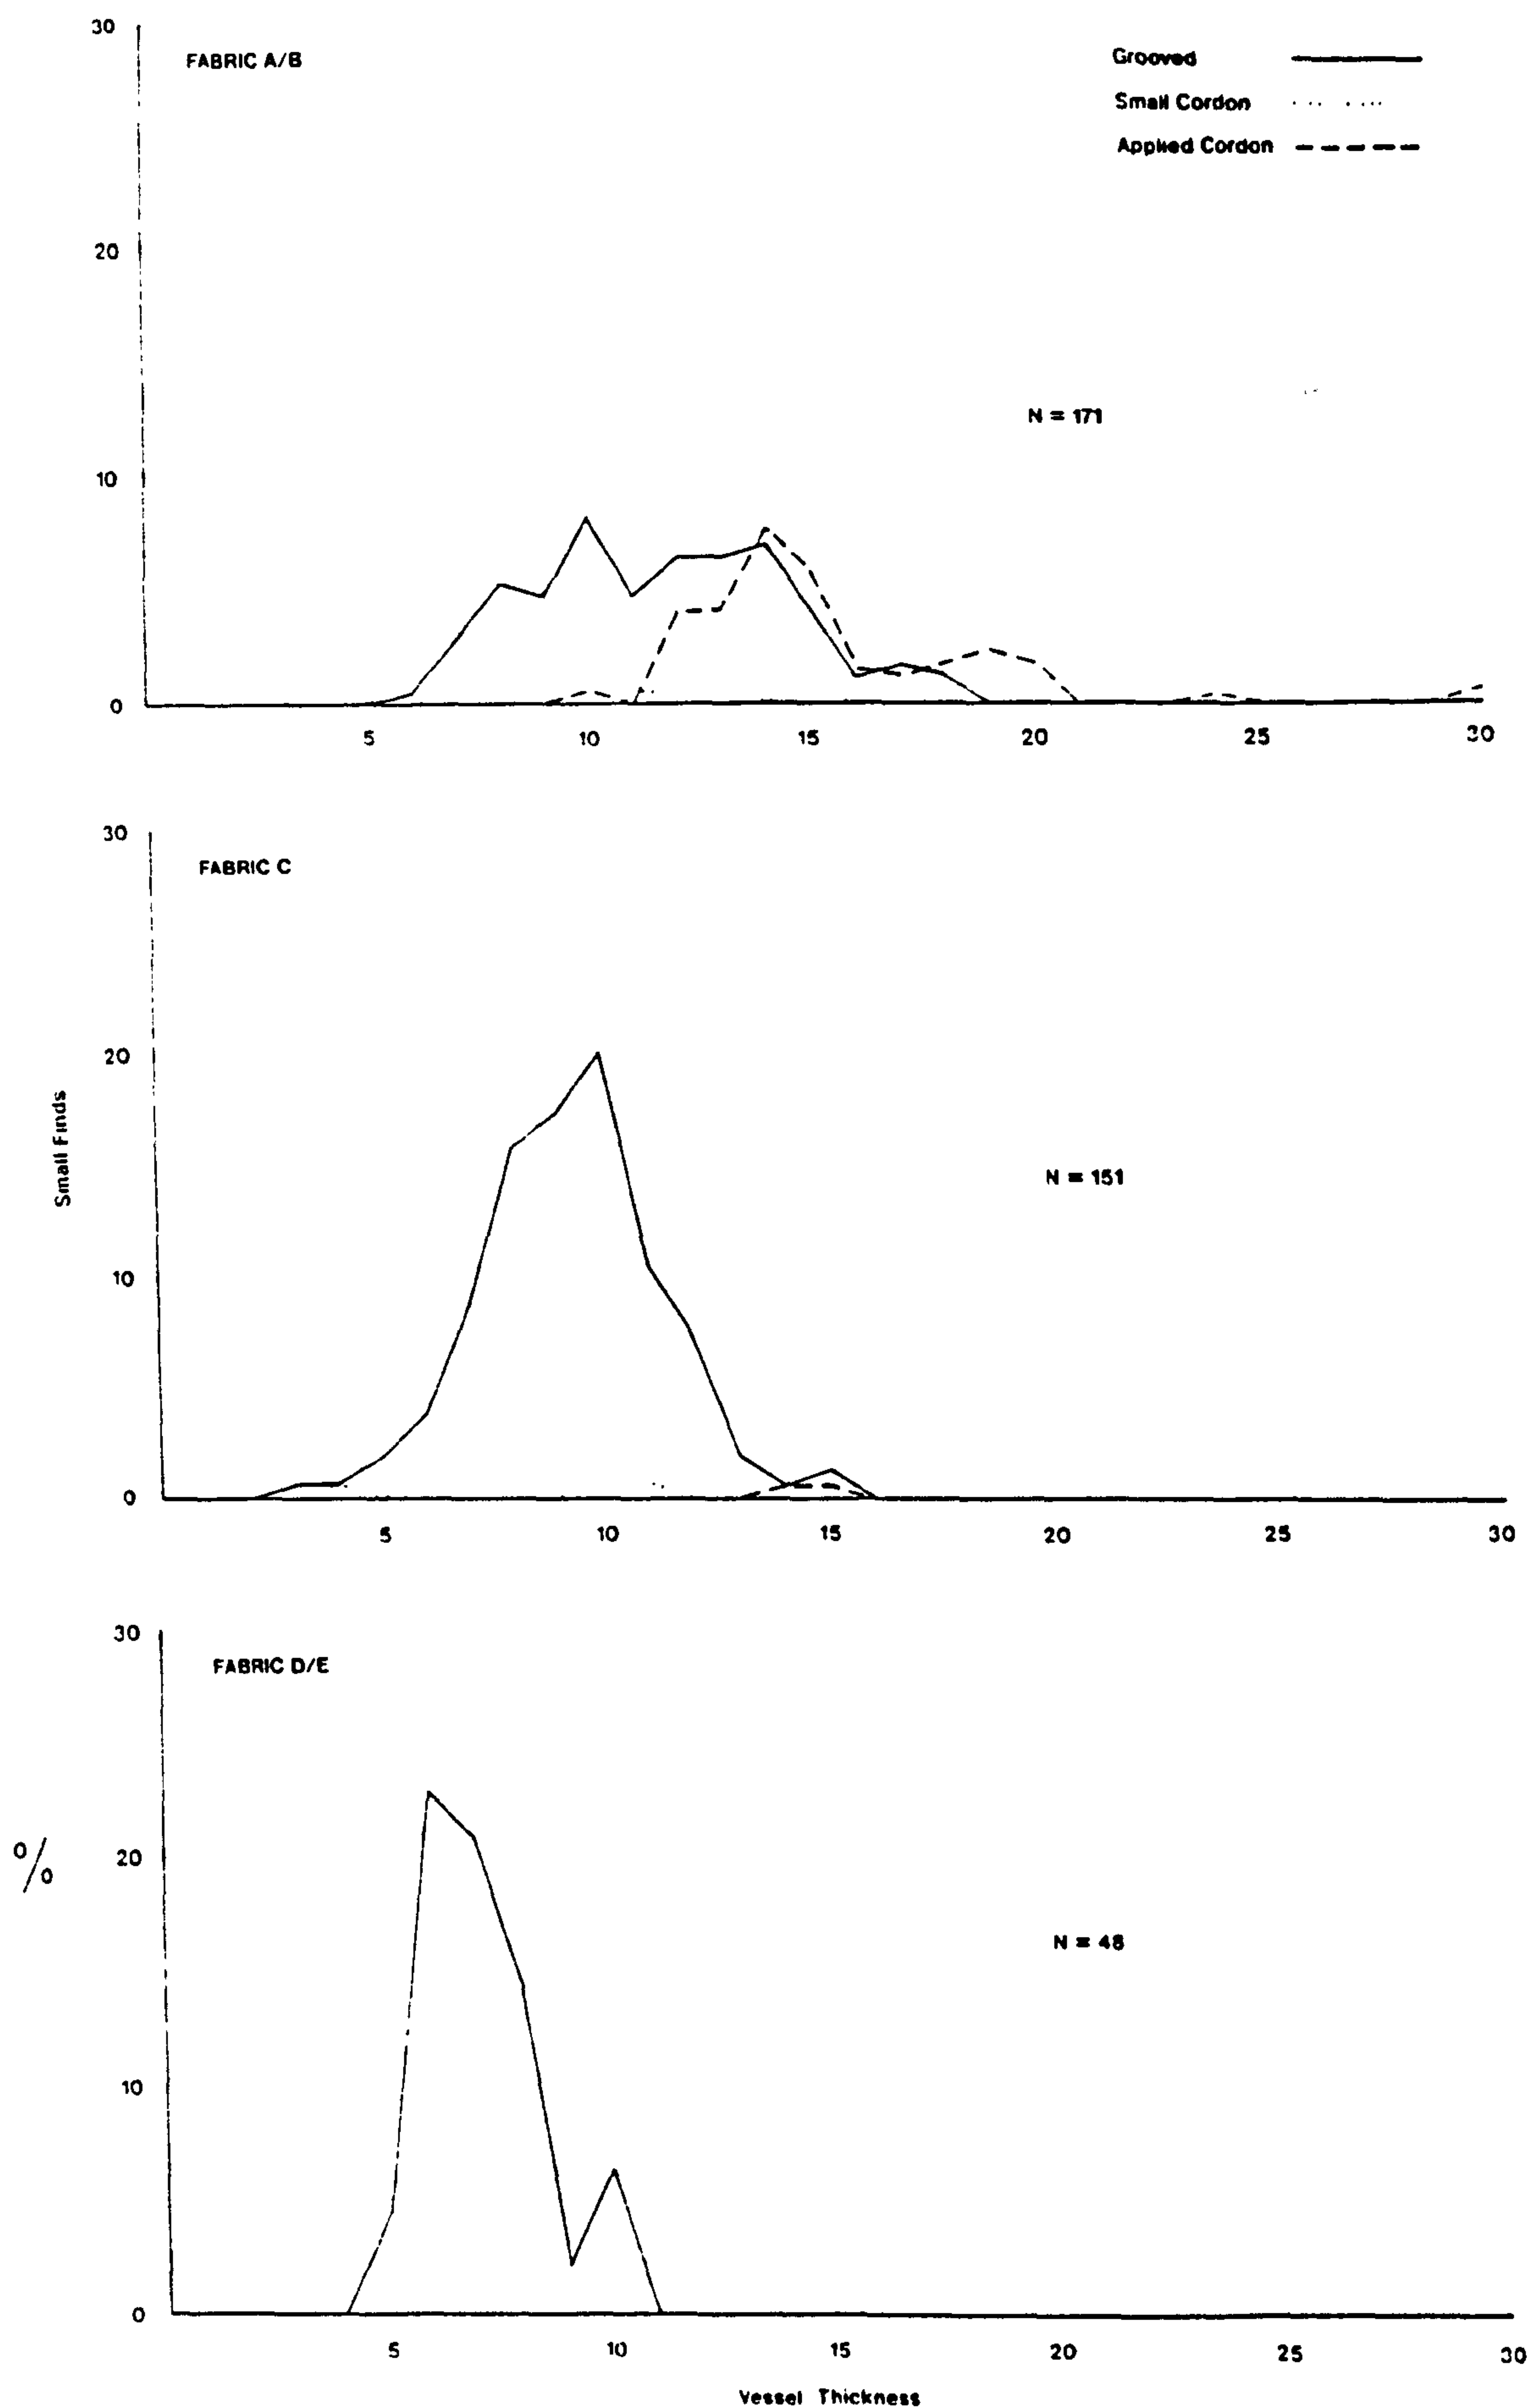 30
FABRIC A/B
Grooved
Small Cordon
Applied Cordon
20
N = 171
10
0
5 10 15 20 25 30
30
FABRIC C
20
Small Finds
N = 151
10
0
5 10 15 20 25 30
30
FABRIC D/E
%
20
N = 48
10
0
5 10 15 20 25 30
Vessel Thickness